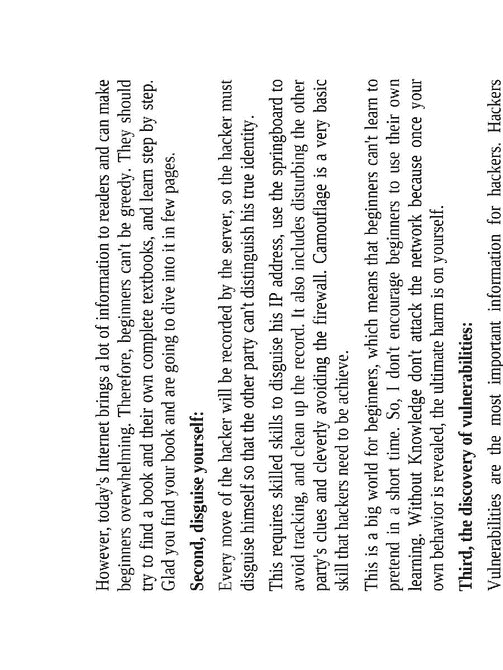 However, today's Internet brings a lot of information to readers and can make
beginners overwhelming. Therefore, beginners can't be greedy. They should
try to find a book and their own complete textbooks, and learn step by step.
Glad you find your book and are going to dive into it in few pages.
Second, disguise yourself:
Every move of the hacker will be recorded by the server, so the hacker must
disguise himself so that the other party can't distinguish his true identity.
This requires skilled skills to disguise his IP address, use the springboard to
avoid tracking, and clean up the record. It also includes disturbing the other
party's clues and cleverly avoiding the firewall. Camouflage is a very basic
skill that hackers need to be achieve.
This is a big world for beginners, which means that beginners can't learn to
pretend in a short time. So, I don't encourage beginners to use their own
learning. Without Knowledge don't attack the network because once your
own behavior is revealed, the ultimate harm is on yourself.
Third, the discovery of vulnerabilities:
Vulnerabilities are the most important information for hackers. Hackers